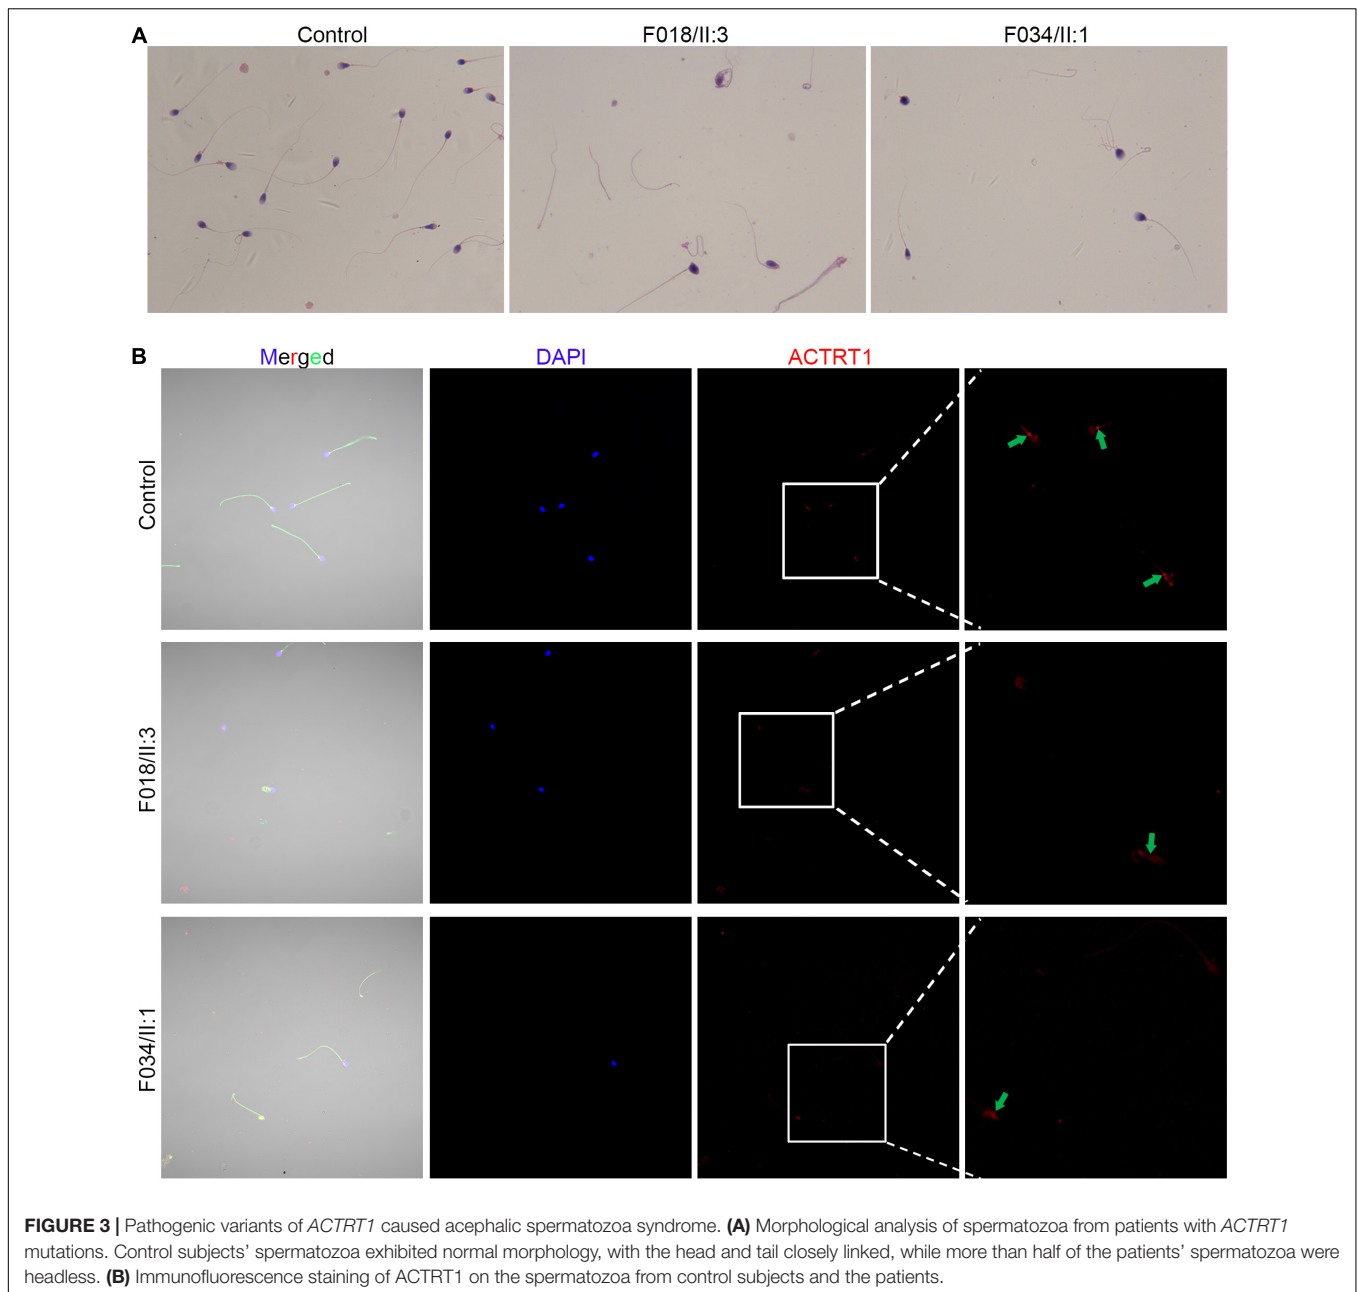 A
Control
F018/II:3
F034/II:1
B
Merged
DAPI
ACTRT1
Control
F018/II:3
F034/II:1
FIGURE 3 | Pathogenic variants of ACTRT1 caused acephalic spermatozoa syndrome. (A) Morphological analysis of spermatozoa from patients with ACTRT1
mutations. Control subjects’ spermatozoa exhibited normal morphology, with the head and tail closely linked, while more than half of the patients’ spermatozoa were
headless. (B) Immunofluorescence staining of ACTRT1 on the spermatozoa from control subjects and the patients.